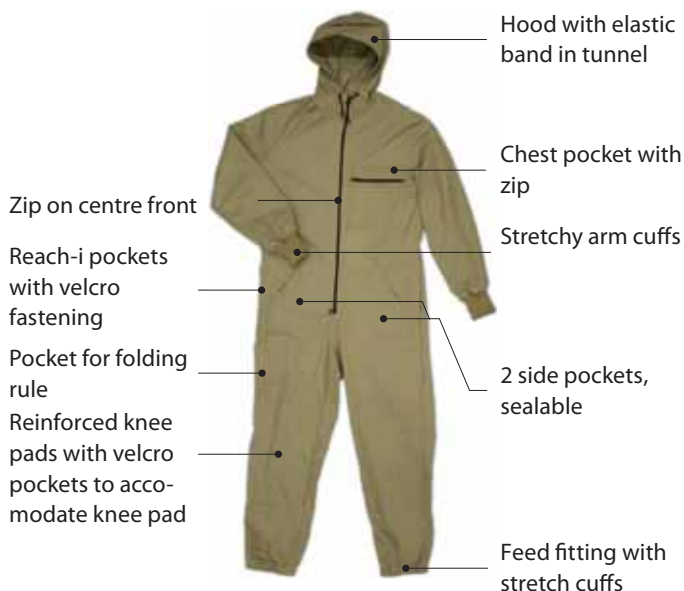 Hood with elastic
band in tunnel
Chest pocket with
zip
Zip on centre front
Stretchy arm cuffs
Reach-i pockets
with velcro
fastening
Pocket for folding
rule
2 side pockets,
sealable
Reinforced knee
pads with velcro
pockets to acco-
modate knee pad
Feed fitting with
stretch cuffs